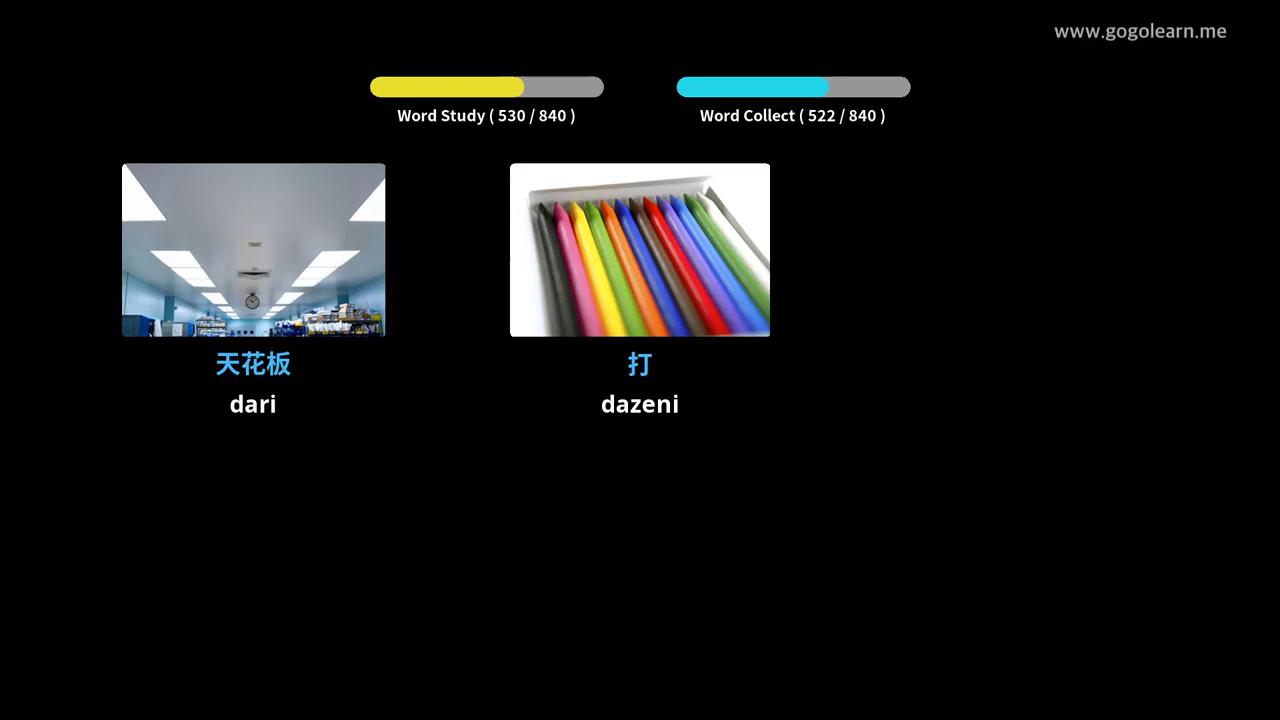 www.gogolearn.me
Word Study ( 530 / 840 )
Word Collect ( 522 / 840 )
天花板
dari
打
dazeni